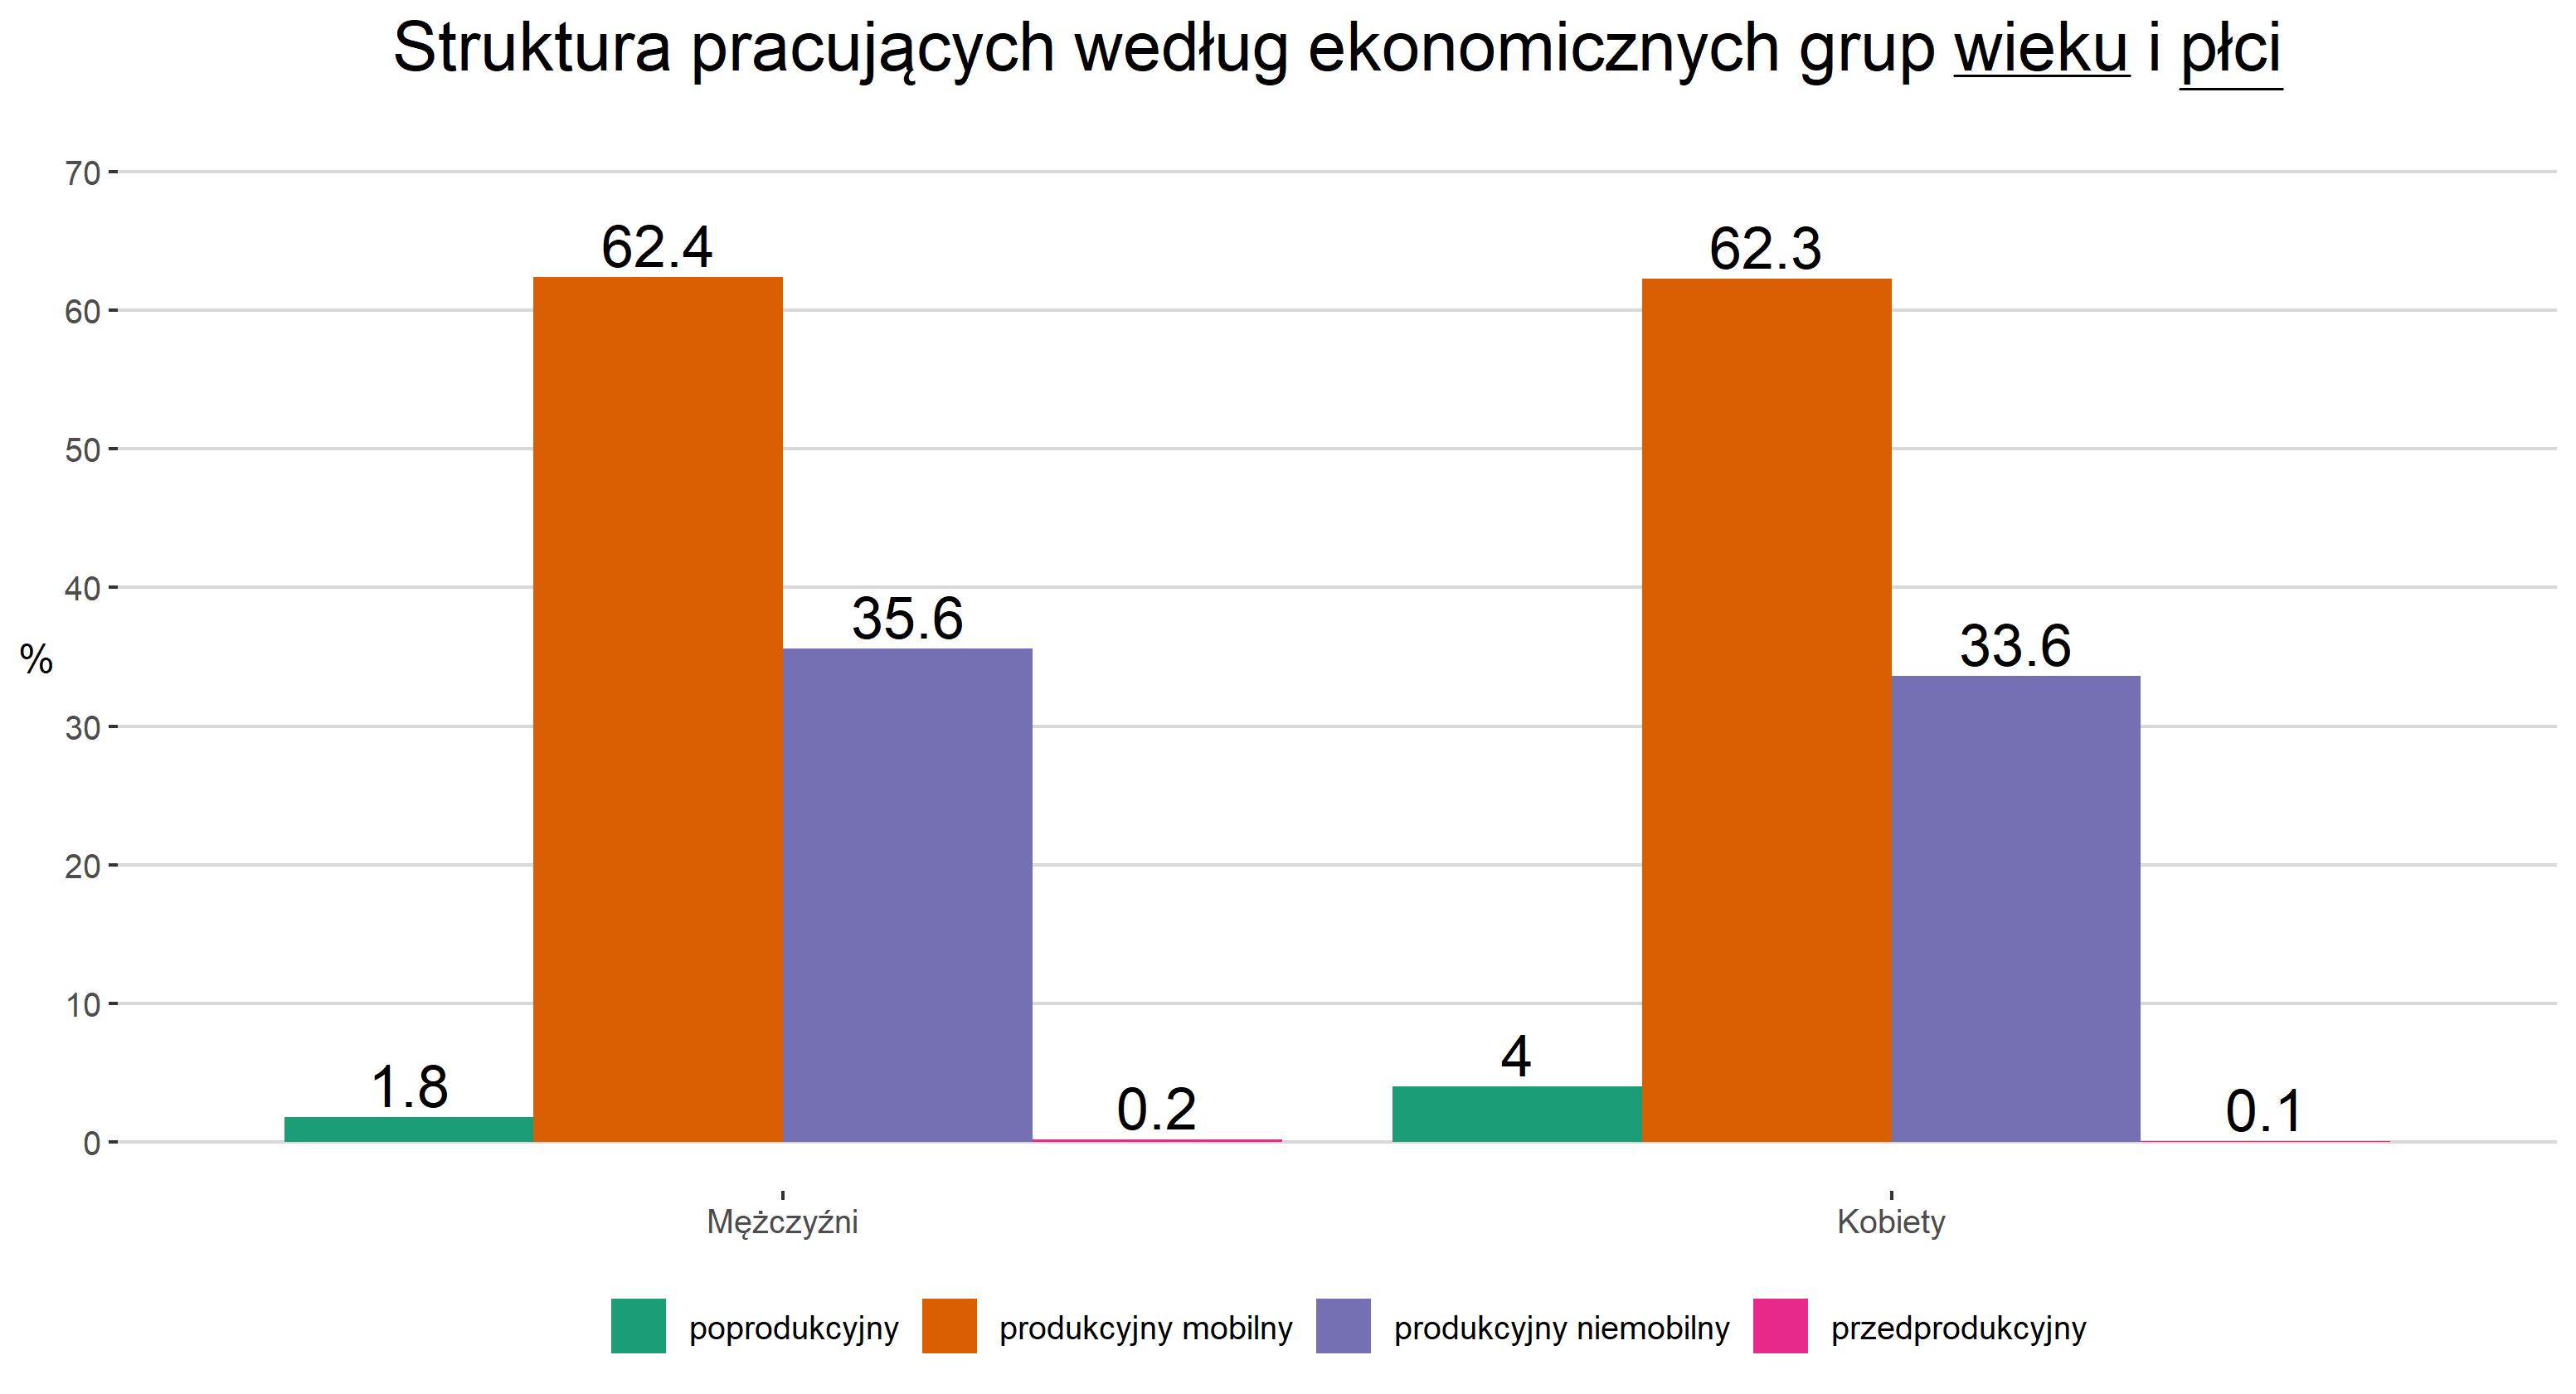 Struktura pracujących według ekonomicznych grup wieku i płci
70
60
50
40
30
20
10
0
%
1.8
62.4
35.6
0.2
4
62.3
33.6
0.1
Mężczyźni
Kobiety
poprodukcyjny
produkcyjny mobilny
produkcyjny niemobilny
przedprodukcyjny